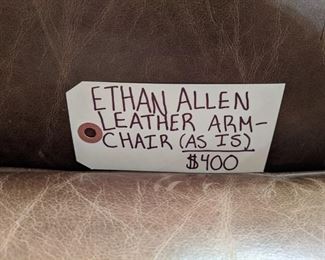 ETHAN ALLEN
LEATHER ARM-
CHAIR (AS IS)
$400